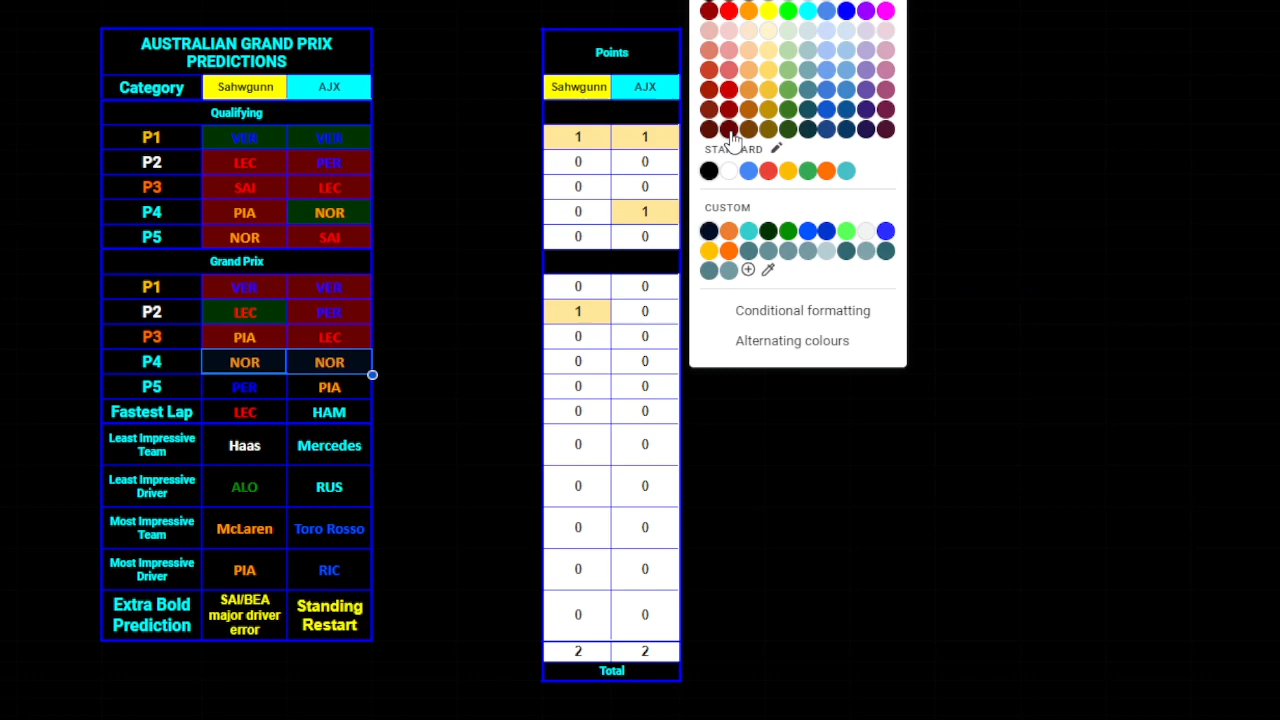 AUSTRALIAN GRAND PRIX
PREDICTIONS
Category Sahwgunn AJX
Qualifying
P1 VER VER
P2 LEC PER
P3 SAI LEC
P4 PIA NOR
P5 NOR SAI
Grand Prix
P1 VER VER
P2 LEC PER
P3 PIA LEC
P4 NOR NOR
P5 PER PIA
Fastest Lap LEC HAM
Least Impressive
Team
Haas Mercedes
Least Impressive
Driver
ALO RUS
Most Impressive
Team
McLaren Toro Rosso
Most Impressive
Driver
PIA RIC
Extra Bold
Prediction
SAI/BEA
major driver
error
Standing
Restart
Points
Sahwgunn AJX
1 1
0 0
0 0
0 1
0 0
0 0
1 0
0 0
0 0
0 0
0 0
0 0
0 0
0 0
0 0
0 0
2 2
Total
STANDARD
CUSTOM
Conditional formatting
Alternating colours